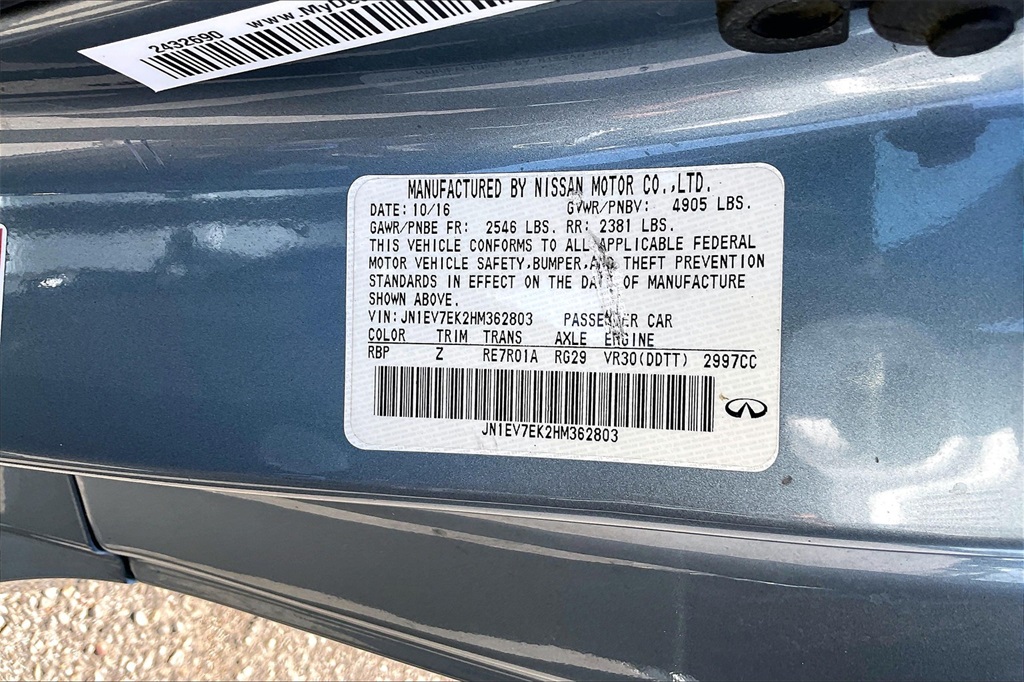 2432690
MANUFACTURED BY NISSAN MOTOR CO.,LTD.
DATE: 10/16 GVWR/PNBV: 4905 LBS.
GAWR/PNBE FR: 2546 LBS. RR: 2381 LBS.
THIS VEHICLE CONFORMS TO ALL APPLICABLE FEDERAL
MOTOR VEHICLE SAFETY,BUMPER,AND THEFT PREVENTION
STANDARDS IN EFFECT ON THE DATE OF MANUFACTURE
SHOWN ABOVE.
VIN:JN1EV7EK2HM362803 PASSENGER CAR
COLOR TRIM TRANS AXLE ENGINE
RBP Z RE7R01A RG29 VR30(DDTT) 2997CC
JN1EV7EK2HM362803